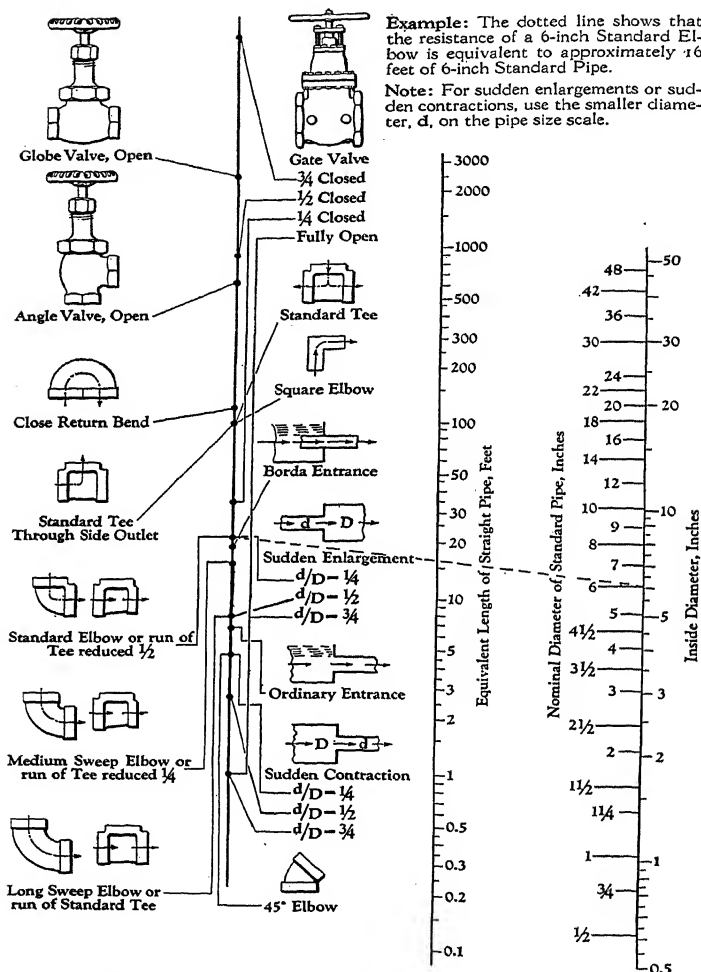 Example: The dotted line shows that
the resistance of a 6-inch Standard El-
bow is equivalent to approximately 16
feet of 6-inch Standard Pipe.
Note: For sudden enlargements or sud-
den contractions, use the smaller diame-
ter, d, on the pipe size scale.
Globe Valve, Open
Angle Valve, Open
Close Return Bend
Standard Tee
Through Side Outlet
Standard Elbow or run of
Tee reduced ½
Medium Sweep Elbow or
run of Tee reduced ¼
Long Sweep Elbow or
run of Standard Tee
Gate Valve
¾ Closed
½ Closed
¼ Closed
Fully Open
Standard Tee
Square Elbow
Borda Entrance
d
D
Sudden Enlargement
d/D–¼
d/D–½
d/D–¾
Ordinary Entrance
D
d
Sudden Contraction
d/D–¼
d/D–½
d/D–¾
45° Elbow
3000
2000
1000
500
300
200
100
50
30
20
10
5
3
2
1
0.5
0.3
0.2
0.1
Equivalent Length of Straight Pipe, Feet
Nominal Diameter of Standard Pipe, Inches
48
42
36
30
24
22
20
18
16
14
12
10
9
8
7
6
5
4½
4
3½
3
2½
2
1½
1¼
1
¾
½
50
30
20
10
5
3
2
1
0.5
Inside Diameter, Inches